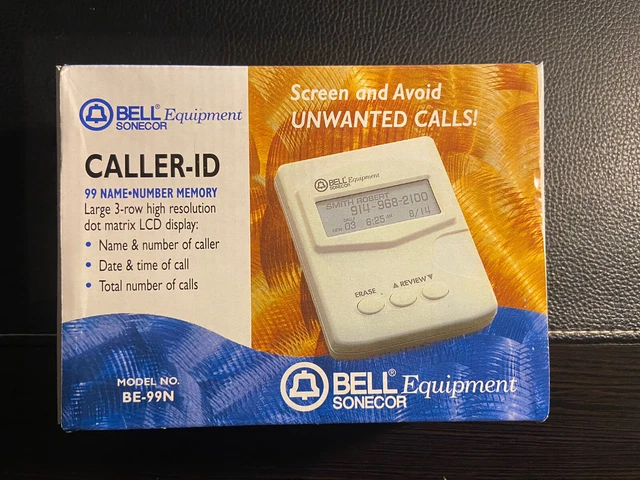 BELL® Equipment
SONECOR
CALLER-ID
99 NAME•NUMBER MEMORY
Large 3-row high resolution
dot matrix LCD display:
• Name & number of caller
• Date & time of call
• Total number of calls
MODEL NO.
BE-99N
Screen and Avoid
UNWANTED CALLS!
BELL® Equipment
SONECOR
SMITH ROBERT
914-968-2100
NEW 03 6:25 8/14
ERASE ▲ REVIEW ▼
BELL® Equipment
SONECOR